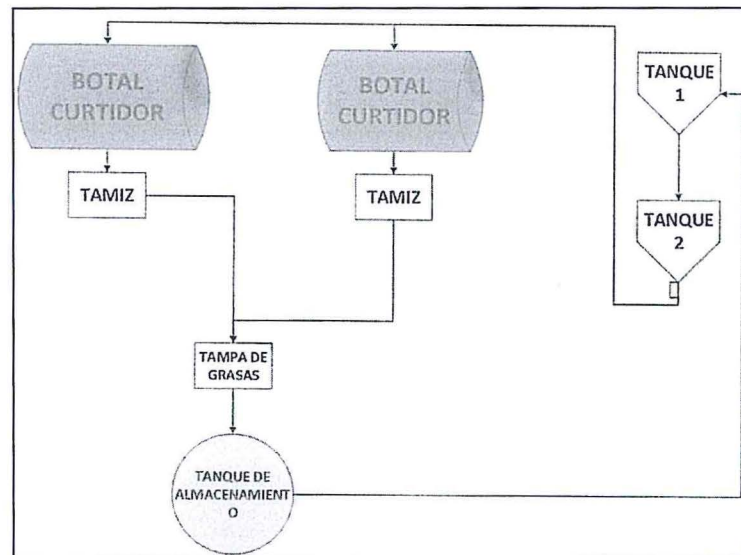 BOTAL
CURTIDOR
BOTAL
CURTIDOR
TANQUE
1
TAMIZ
TAMIZ
TANQUE
2
TAMPA DE
GRASAS
TANQUE DE
ALMACENAMIENT
O